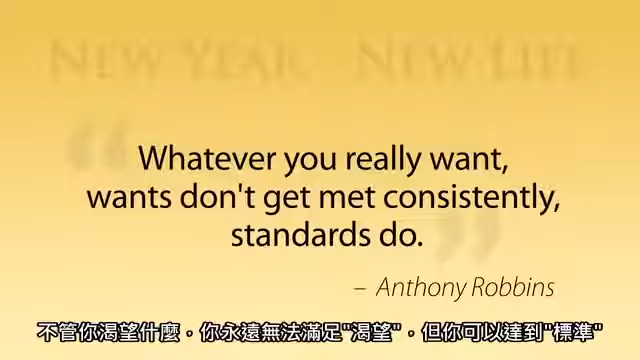 NEW YEAR NEW LIFE
Whatever you really want,
wants don't get met consistently,
standards do.
– Anthony Robbins
不管你渴望什麼，你永遠無法滿足"渴望"，但你可以達到"標準"